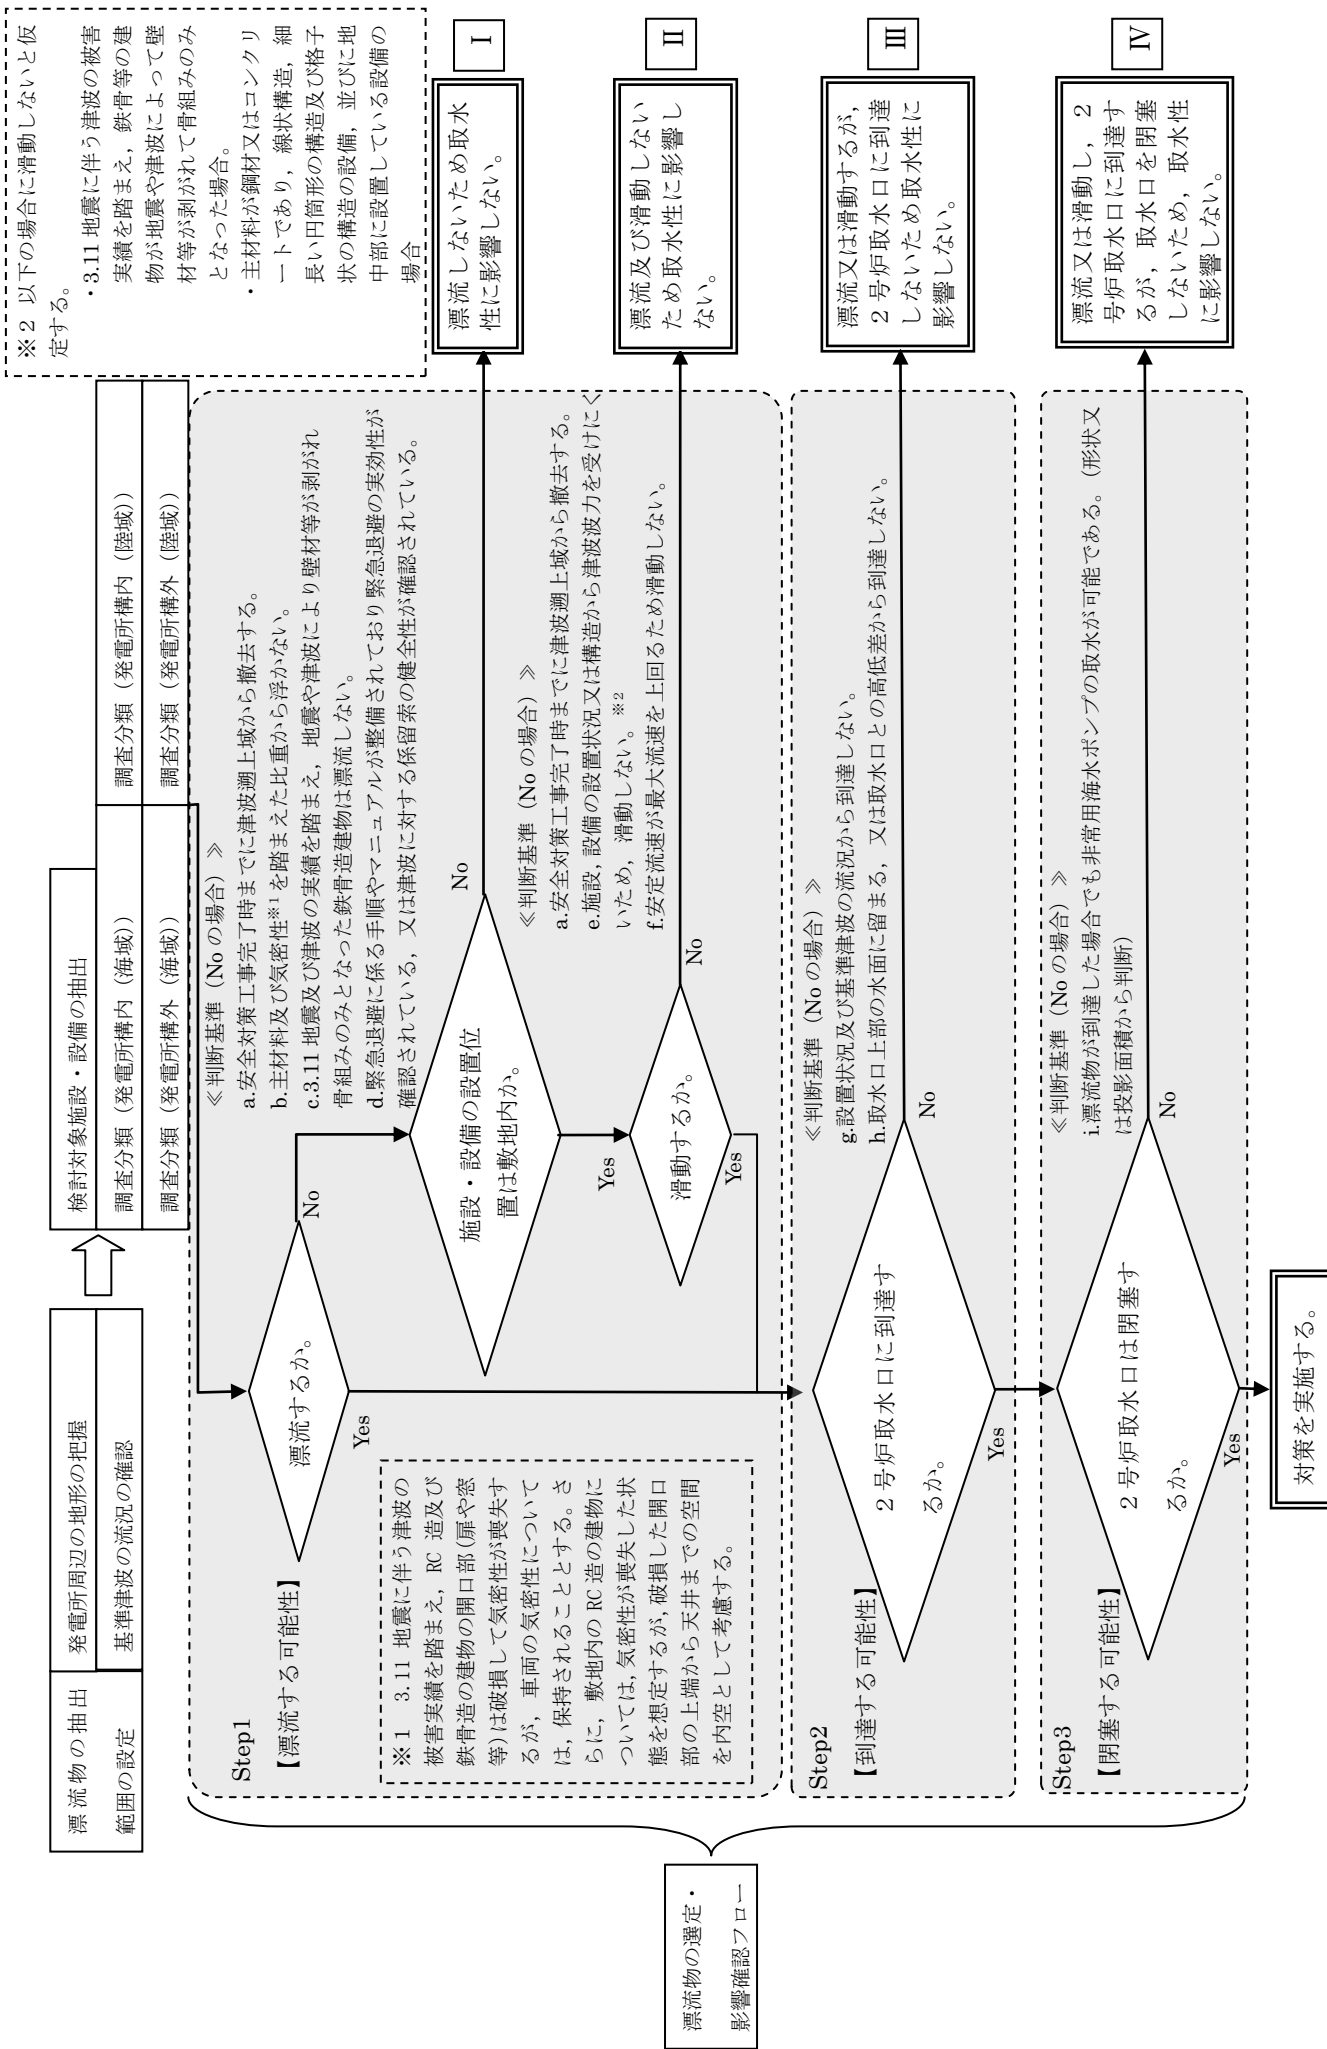 漂流物の抽出
範囲の設定
発電所周辺の地形の把握
基準津波の流況の確認
検討対象施設・設備の抽出
調査分類（発電所構内（海域））
調査分類（発電所構内（陸域））
調査分類（発電所構外（海域））
調査分類（発電所構外（陸域））
※2 以下の場合に滑動しないと仮
定する。
・3.11 地震に伴う津波の被害
実績を踏まえ，鉄骨等の建
物が地震や津波によって壁
材等が剥がれて骨組みのみ
となった場合。
・主材料が鋼材又はコンクリ
ートであり，線状構造，細
長い円筒形の構造及び格子
状の構造の設備，並びに地
中部に設置している設備の
場合
Step1
【漂流する可能性】
漂流するか。
No
Yes
≪判断基準（No の場合）≫
a.安全対策工事完了時までに津波遡上域から撤去する。
b.主材料及び気密性※1 を踏まえた比重から浮かない。
c.3.11 地震及び津波の実績を踏まえ，地震や津波により壁材等が剥がれ
骨組みのみとなった鉄骨造建物は漂流しない。
d.緊急退避に係る手順やマニュアルが整備されており緊急退避の実効性が
確認されている，又は津波に対する係留索の健全性が確認されている。
※1 3.11 地震に伴う津波の
被害実績を踏まえ，RC 造及び
鉄骨造の建物の開口部(扉や窓
等)は破損して気密性が喪失す
るが，車両の気密性について
は，保持されることとする。さ
らに，敷地内の RC 造の建物に
ついては,気密性が喪失した状
態を想定するが,破損した開口
部の上端から天井までの空間
を内空として考慮する。
施設・設備の設置位
置は敷地内か。
No
Yes
漂流しないため取水
性に影響しない。
Ⅰ
≪判断基準（No の場合）≫
a.安全対策工事完了時までに津波遡上域から撤去する。
e.施設,設備の設置状況又は構造から津波波力を受けにく
いため，滑動しない。※2
f.安定流速が最大流速を上回るため滑動しない。
滑動するか。
No
Yes
漂流及び滑動しない
ため取水性に影響し
ない。
Ⅱ
Step2
【到達する可能性】
2 号炉取水口に到達す
るか。
No
Yes
≪判断基準（No の場合）≫
g.設置状況及び基準津波の流況から到達しない。
h.取水口上部の水面に留まる，又は取水口との高低差から到達しない。
漂流又は滑動するが，
2 号炉取水口に到達
しないため取水性に
影響しない。
Ⅲ
Step3
【閉塞する可能性】
2 号炉取水口は閉塞す
るか。
No
Yes
≪判断基準（No の場合）≫
i.漂流物が到達した場合でも非常用海水ポンプの取水が可能である。（形状又
は投影面積から判断）
漂流又は滑動し，2
号炉取水口に到達す
るが，取水口を閉塞
しないため，取水性
に影響しない。
Ⅳ
対策を実施する。
漂流物の選定・
影響確認フロー